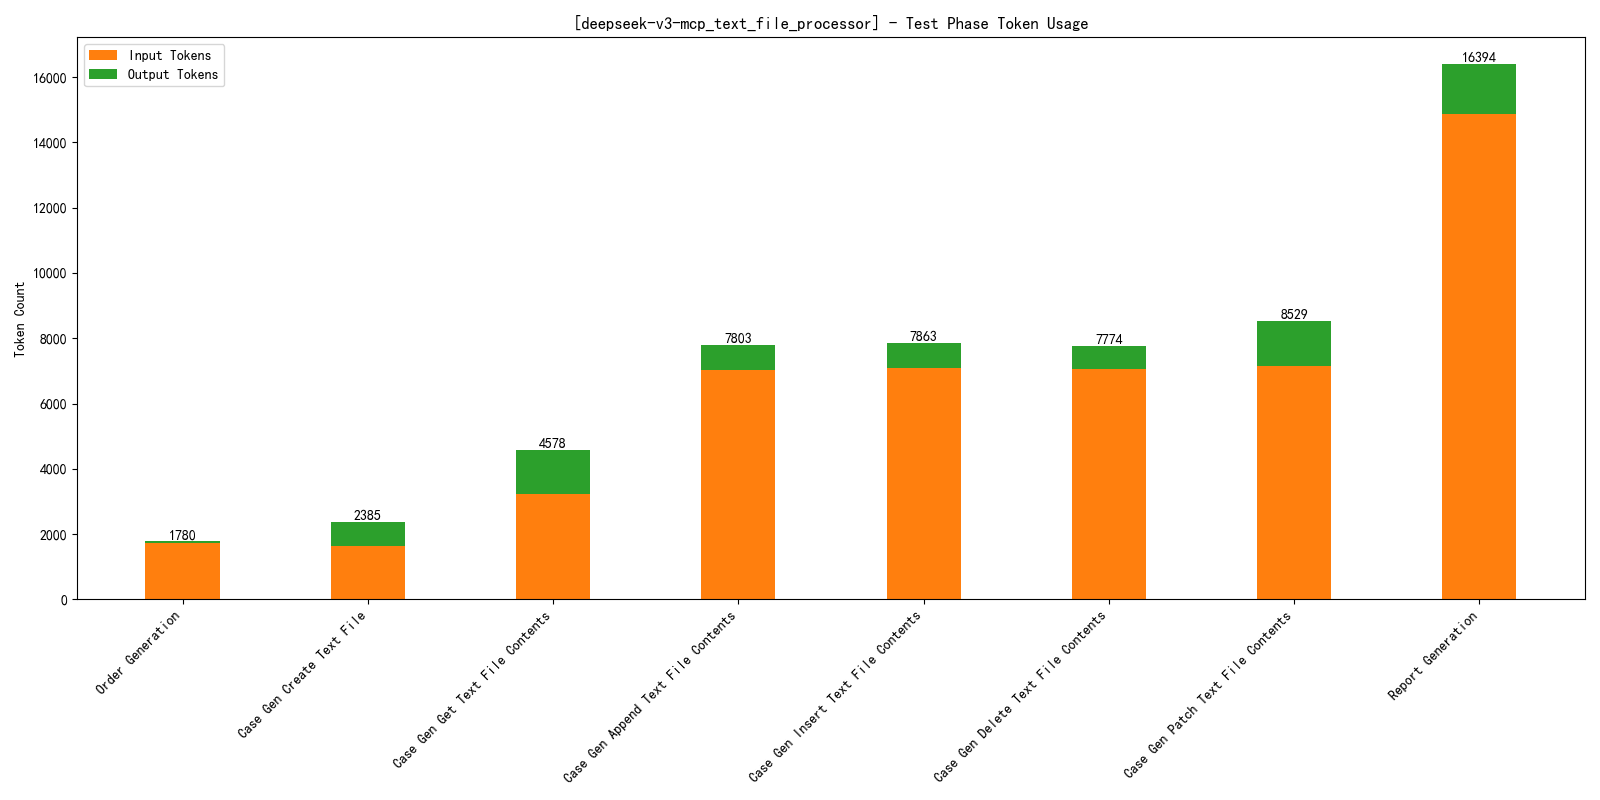 [deepseek-v3-mcp_text_file_processor] - Test Phase Token Usage
Input Tokens
Output Tokens
Token Count
16000
14000
12000
10000
8000
6000
4000
2000
0
1780
2385
4578
7803
7863
7774
8529
16394
Order Generation
Case Gen Create Text File
Case Gen Get Text File Contents
Case Gen Append Text File Contents
Case Gen Insert Text File Contents
Case Gen Delete Text File Contents
Case Gen Patch Text File Contents
Report Generation